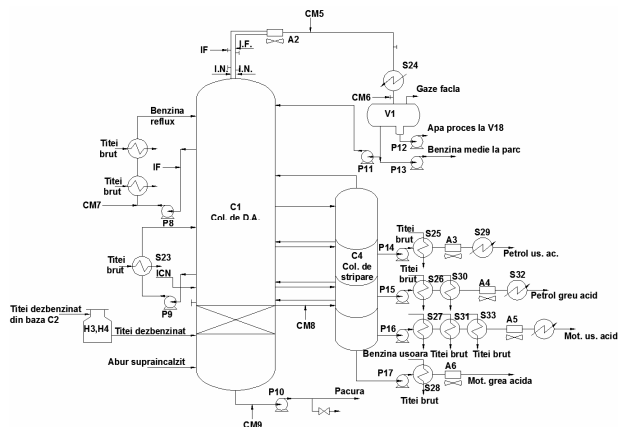 CM5
A2
IF
I.F.
I.N.
I.N.
S24
CM6
Gaze facla
V1
P12
Apa proces la V18
P11
P13
Benzina medie la parc
Benzina
reflux
Titei
brut
IF
Titei
brut
CM7
P8
C1
Col. de D.A.
Titei
brut
S23
ICN
P9
C4
Col. de
stripare
P14
Titei
brut
S25
A3
S29
Petrol us. ac.
Titei
brut
P15
S26
S30
A4
S32
Petrol greu acid
P16
S27
S31
S33
A5
Mot. us. acid
Benzina usoara
Titei brut
Titei brut
P17
S28
A6
Mot. grea acida
Titei brut
Titei dezbenzinat
din baza C2
H3,H4
Titei dezbenzinat
CM8
Abur supraincalzit
P10
Pacura
CM9